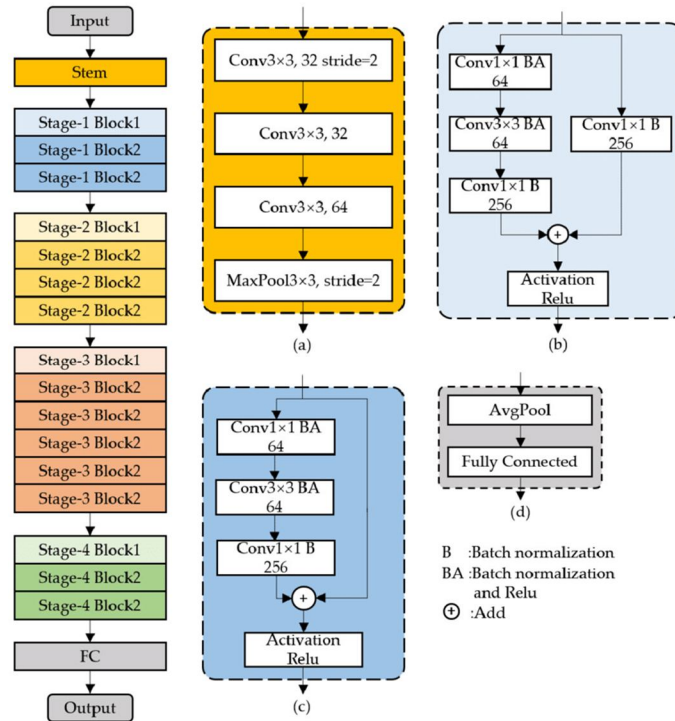 Input
Stem
Stage-1 Block1
Stage-1 Block2
Stage-1 Block2
Stage-2 Block1
Stage-2 Block2
Stage-2 Block2
Stage-2 Block2
Stage-3 Block1
Stage-3 Block2
Stage-3 Block2
Stage-3 Block2
Stage-3 Block2
Stage-3 Block2
Stage-4 Block1
Stage-4 Block2
Stage-4 Block2
FC
Output
Conv3×3, 32 stride=2
Conv3×3, 32
Conv3×3, 64
MaxPool3×3, stride=2
(a)
Conv1×1 BA
64
Conv3×3 BA
64
Conv1×1 B
256
Conv1×1 B
256
+
Activation
Relu
(b)
Conv1×1 BA
64
Conv3×3 BA
64
Conv1×1 B
256
+
Activation
Relu
(c)
AvgPool
Fully Connected
(d)
B :Batch normalization
BA :Batch normalization
and Relu
+ :Add